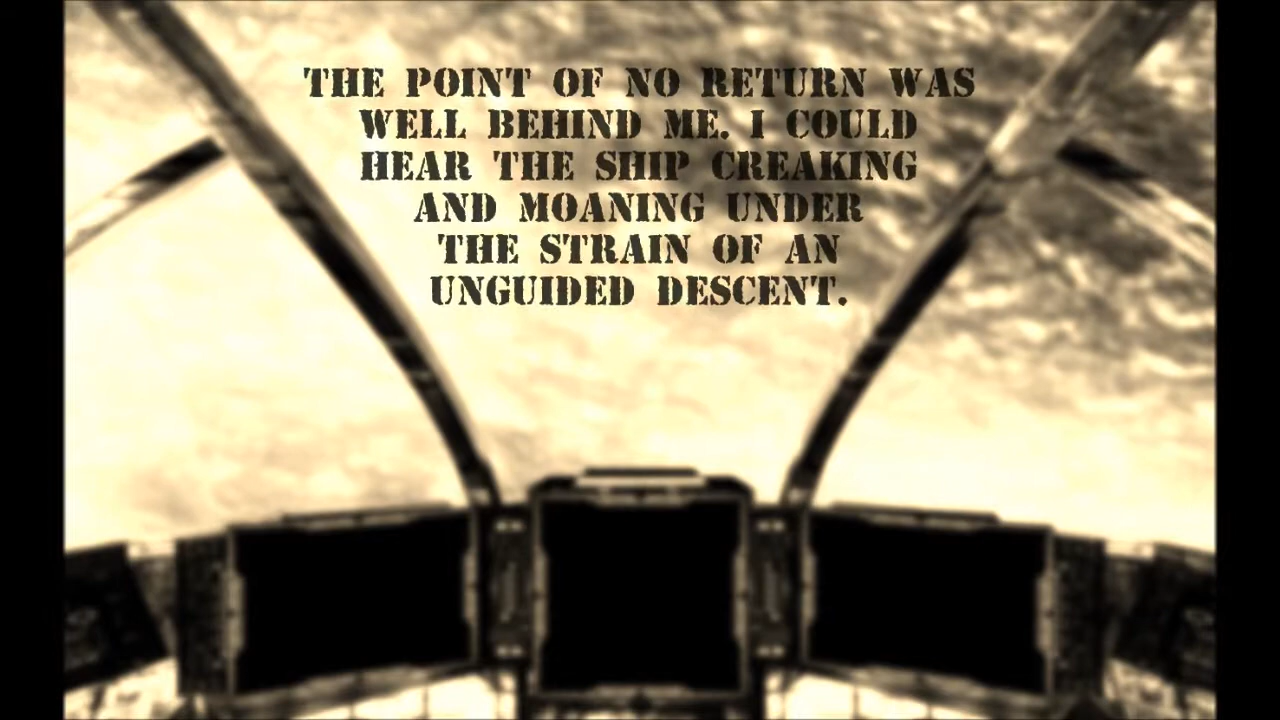 THE POINT OF NO RETURN WAS
WELL BEHIND ME. I COULD
HEAR THE SHIP CREAKING
AND MOANING UNDER
THE STRAIN OF AN
UNGUIDED DESCENT.